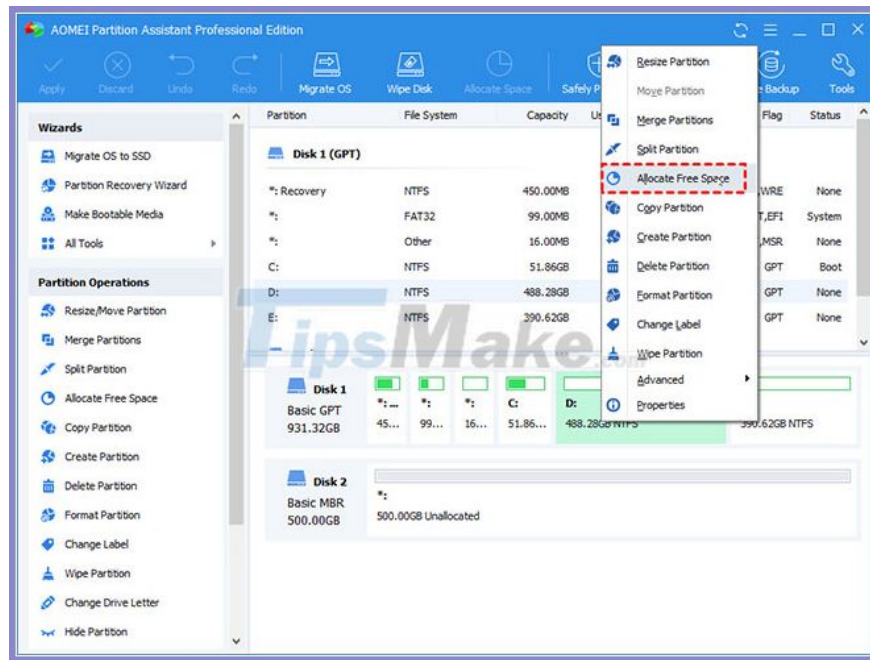 AOMEI Partition Assistant Professional Edition
Apply Discard Undo Redo Migrate OS Wipe Disk Allocate Space Safely P Backup Tools
Wizards
Migrate OS to SSD
Partition Recovery Wizard
Make Bootable Media
All Tools
Partition Operations
Resize/Move Partition
Merge Partitions
Split Partition
Allocate Free Space
Copy Partition
Create Partition
Delete Partition
Format Partition
Change Label
Wipe Partition
Change Drive Letter
Hide Partition
Partition File System Capacity Us Flag Status
Disk 1 (GPT)
*: Recovery NTFS 450.00MB ,WRE None
*: FAT32 99.00MB T,EFI System
*: Other 16.00MB ,MSR None
C: NTFS 51.86GB GPT Boot
D: NTFS 488.28GB GPT None
E: NTFS 390.62GB GPT None
Resize Partition
Move Partition
Merge Partitions
Split Partition
Allocate Free Space
Copy Partition
Create Partition
Delete Partition
Format Partition
Change Label
Wipe Partition
Advanced
Properties
TipsMake.com
Disk 1
Basic GPT
931.32GB
*: ... *: *: C: D:
45... 99... 16... 51.86... 488.28GB NTFS 390.62GB NTFS
Disk 2
Basic MBR
500.00GB
*:
500.00GB Unallocated